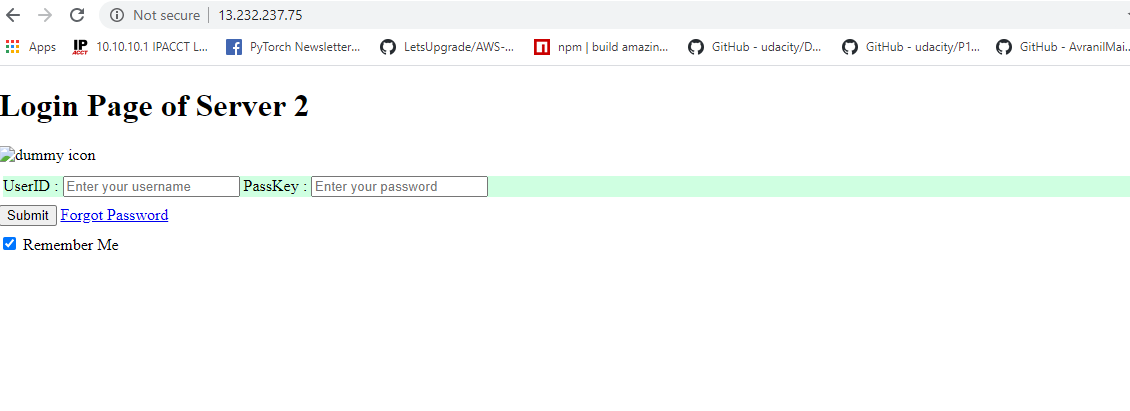 Not secure | 13.232.237.75
Apps IP ACCT 10.10.10.1 IPACCT L... PyTorch Newsletter... LetsUpgrade/AWS-... npm | build amazin... GitHub - udacity/D... GitHub - udacity/P1... GitHub - AvranilMai...
Login Page of Server 2
dummy icon
UserID : Enter your username PassKey : Enter your password
Submit Forgot Password
Remember Me